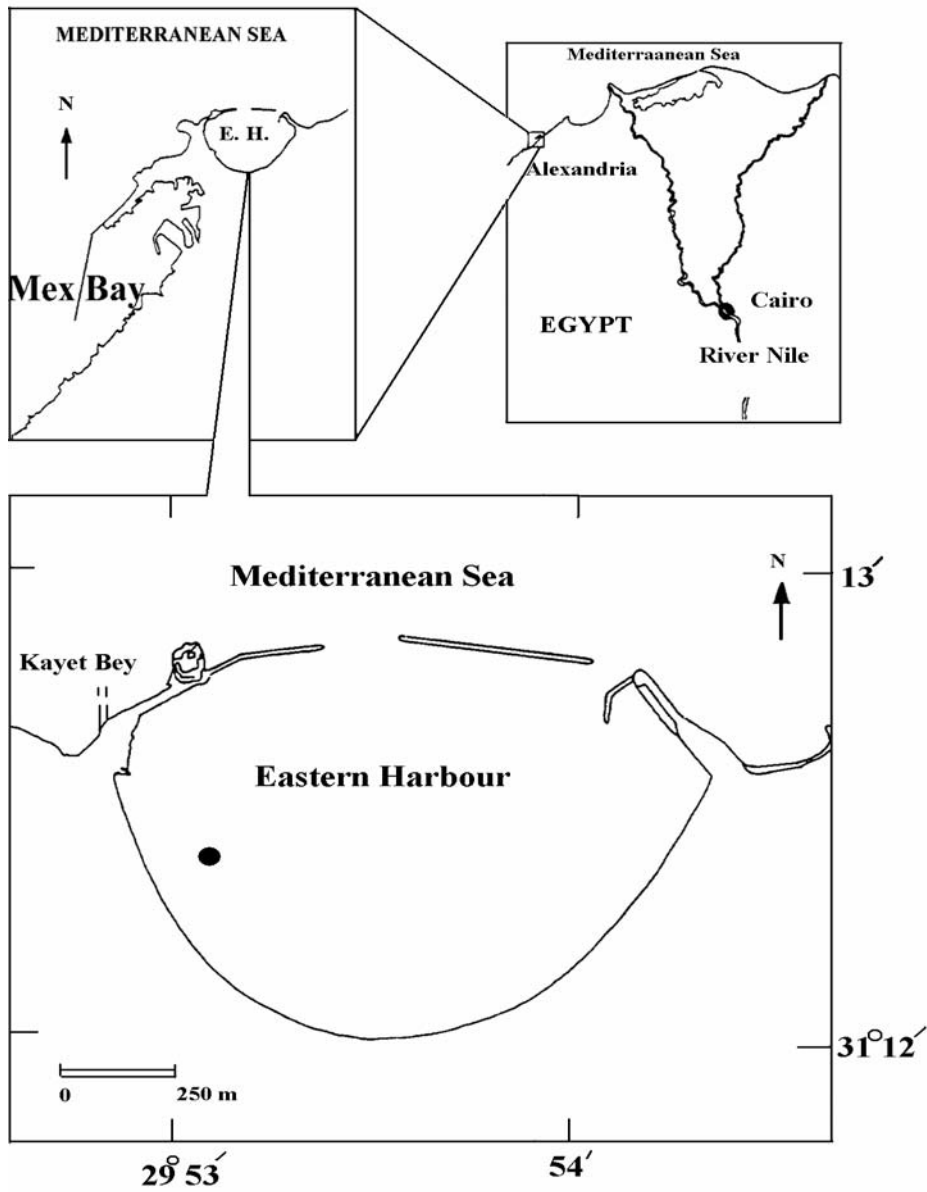 MEDITERRANEAN SEA
N
E. H.
Mex Bay
Mediterraanean Sea
Alexandria
Cairo
EGYPT
River Nile
Mediterranean Sea
N
13′
Kayet Bey
Eastern Harbour
31° 12′
0 250 m
29° 53′ 54′